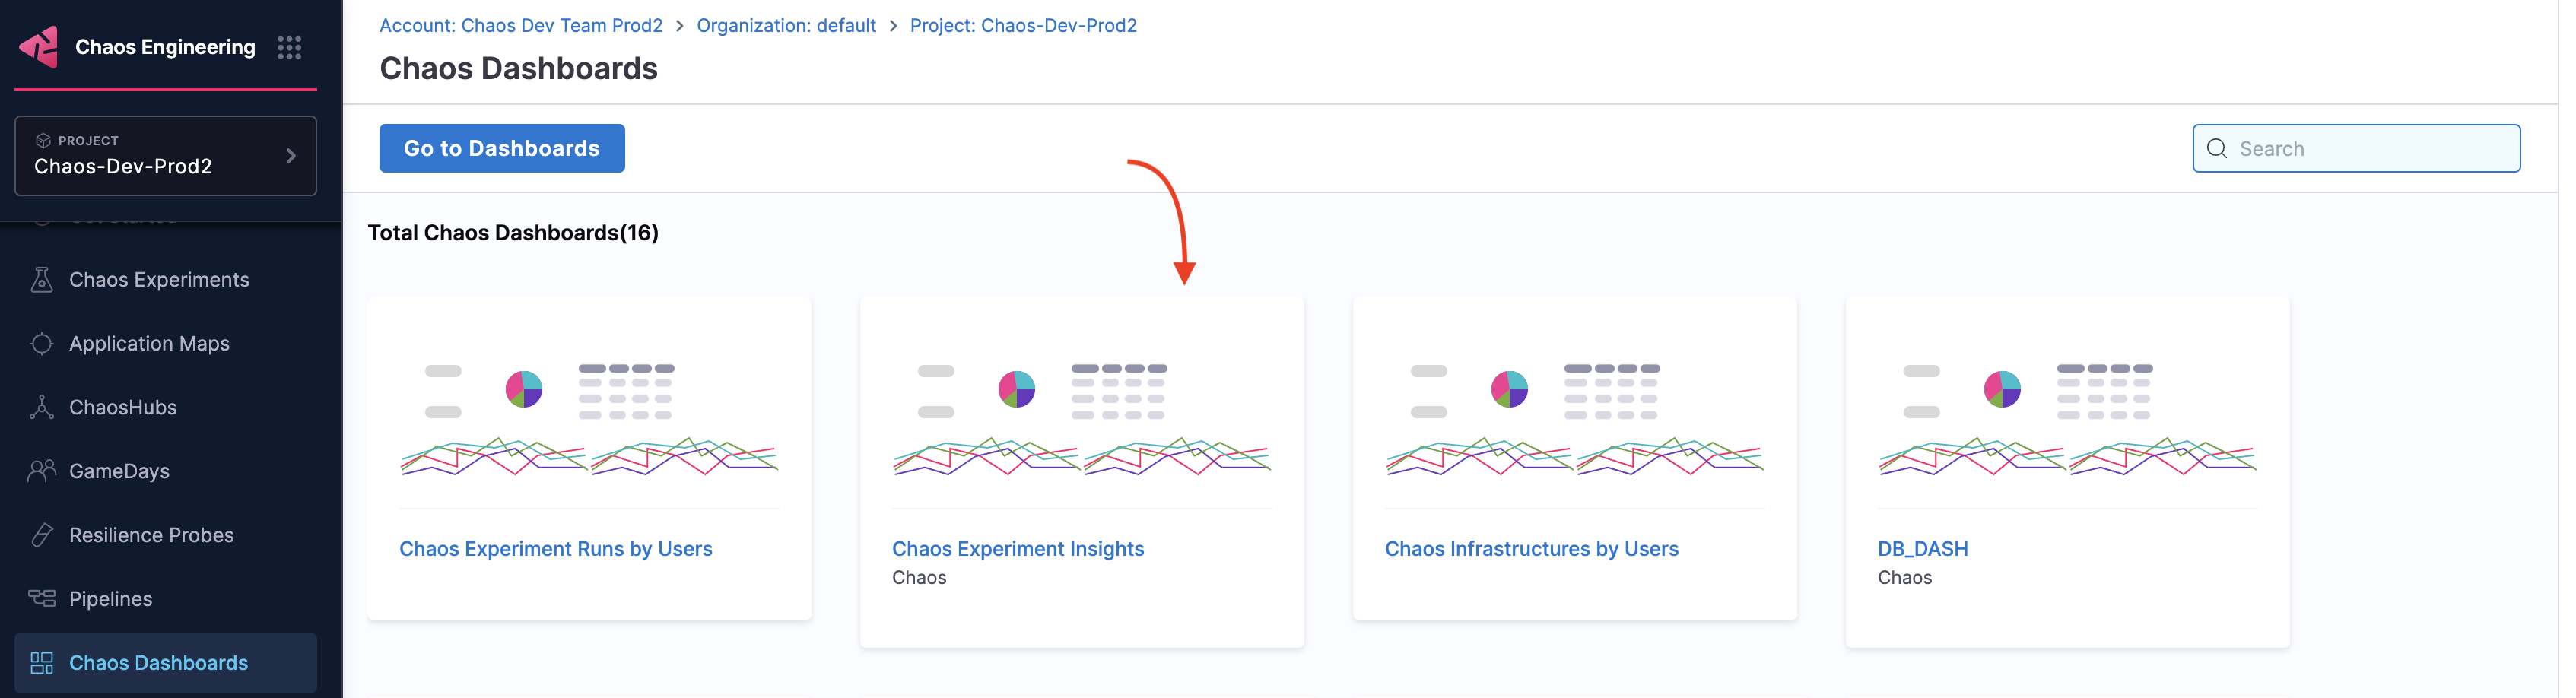 Chaos Engineering
PROJECT
Chaos-Dev-Prod2
Chaos Experiments
Application Maps
ChaosHubs
GameDays
Resilience Probes
Pipelines
Chaos Dashboards
Account: Chaos Dev Team Prod2 > Organization: default > Project: Chaos-Dev-Prod2
Chaos Dashboards
Go to Dashboards
Search
Total Chaos Dashboards(16)
Chaos Experiment Runs by Users
Chaos Experiment Insights
Chaos
Chaos Infrastructures by Users
DB_DASH
Chaos